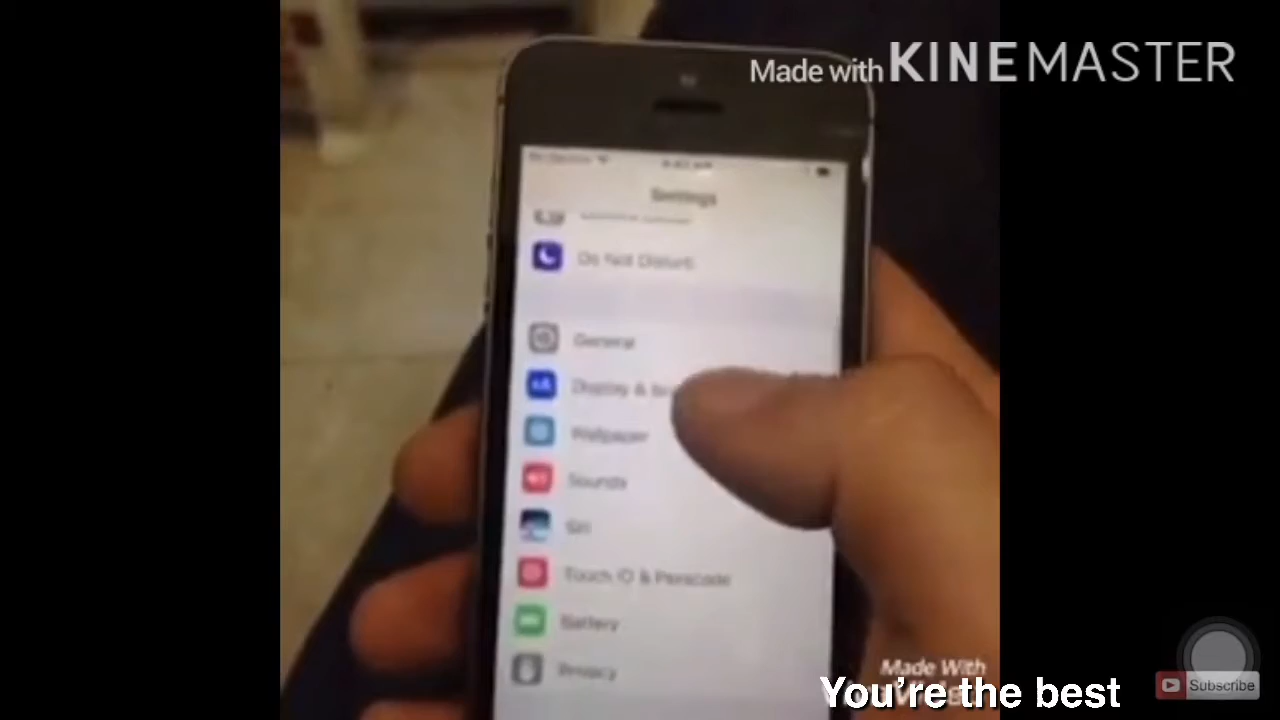 Made with KINEMASTER
Settings
Do Not Disturb
General
Display &
Wallpaper
Sounds
Siri
Touch ID & Passcode
Battery
Privacy
Made With
You're the best
Subscribe